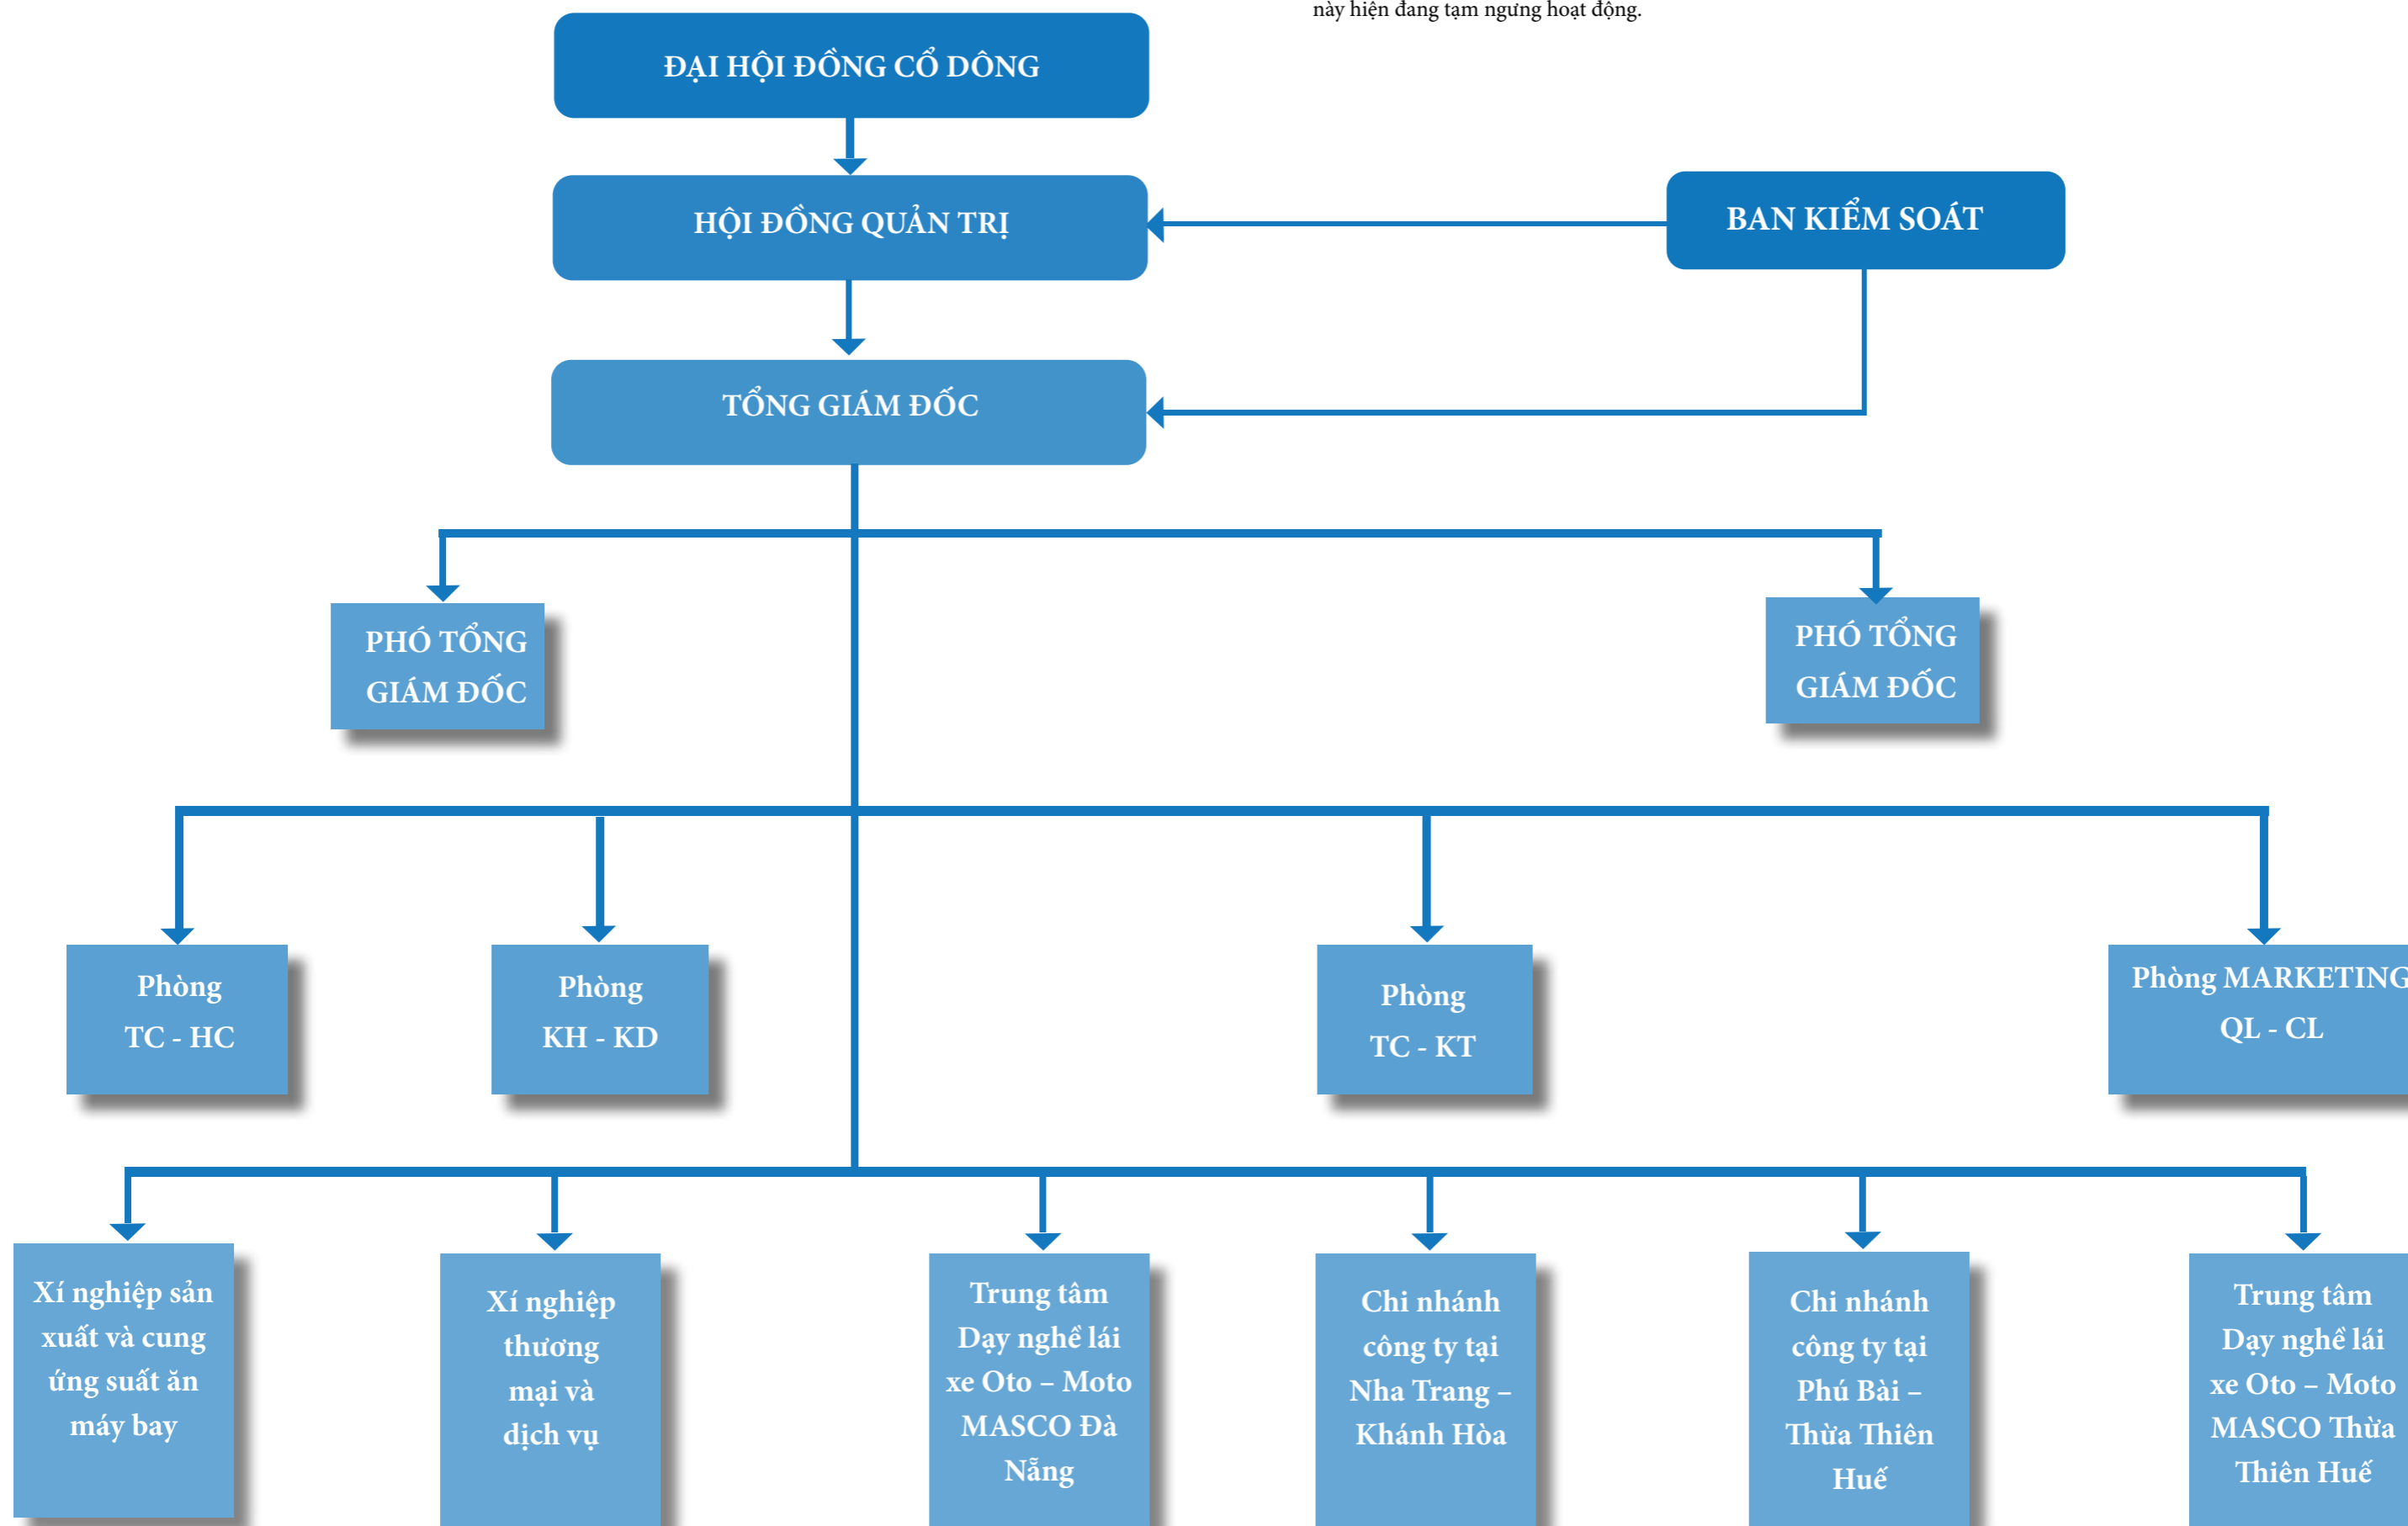 này hiện đang tạm ngưng hoạt động.
ĐẠI HỘI ĐỒNG CỔ DÔNG
HỘI ĐỒNG QUẢN TRỊ
BAN KIỂM SOÁT
TỔNG GIÁM ĐỐC
PHÓ TỔNG
GIÁM ĐỐC
PHÓ TỔNG
GIÁM ĐỐC
Phòng
TC - HC
Phòng
KH - KD
Phòng
TC - KT
Phòng MARKETING
QL - CL
Xí nghiệp sản
xuất và cung
ứng suất ăn
máy bay
Xí nghiệp
thương
mại và
dịch vụ
Trung tâm
Dạy nghề lái
xe Oto – Moto
MASCO Đà
Nẵng
Chi nhánh
công ty tại
Nha Trang –
Khánh Hòa
Chi nhánh
công ty tại
Phú Bài –
Thừa Thiên
Huế
Trung tâm
Dạy nghề lái
xe Oto – Moto
MASCO Thừa
Thiên Huế